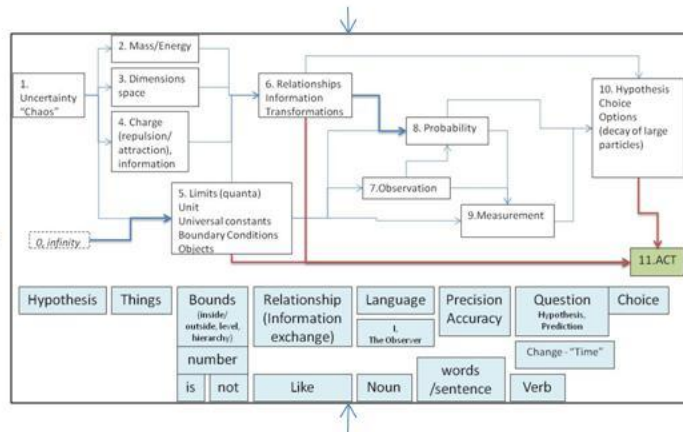 1.
Uncertainty
"Chaos"
2. Mass/Energy
3. Dimensions
space
4. Charge
(repulsion/
attraction),
information
0, infinity
5. Limits (quanta)
Unit
Universal constants
Boundary Conditions
Objects
6. Relationships
Information
Transformations
7.Observation
8. Probability
9.Measurement
10. Hypothesis
Choice
Options
(decay of large
particles)
11.ACT
Hypothesis
Things
Bounds
(inside/
outside, level,
hierarchy)
number
is
not
Relationship
(Information
exchange)
Like
Language
I,
The Observer
Noun
Precision
Accuracy
words
/sentence
Question
Hypothesis,
Prediction
Change - "Time"
Verb
Choice